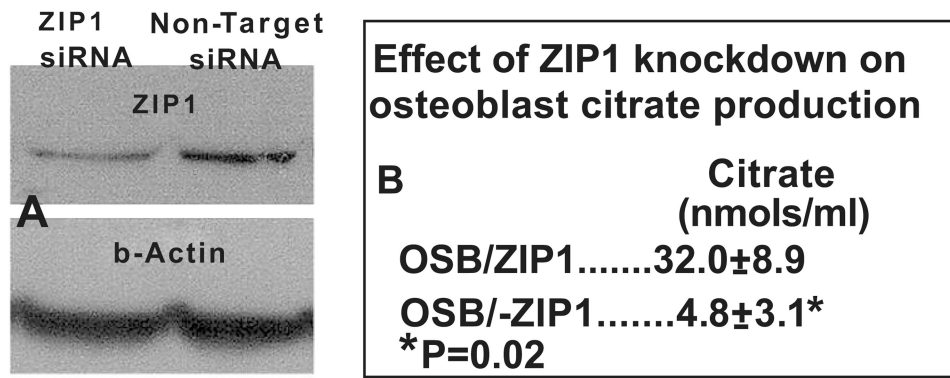 ZIP1 Non-Target
siRNA siRNA
ZIP1
A
b-Actin
Effect of ZIP1 knockdown on
osteoblast citrate production
B Citrate
(nmols/ml)
OSB/ZIP1.......32.0±8.9
OSB/-ZIP1.......4.8±3.1*
*P=0.02